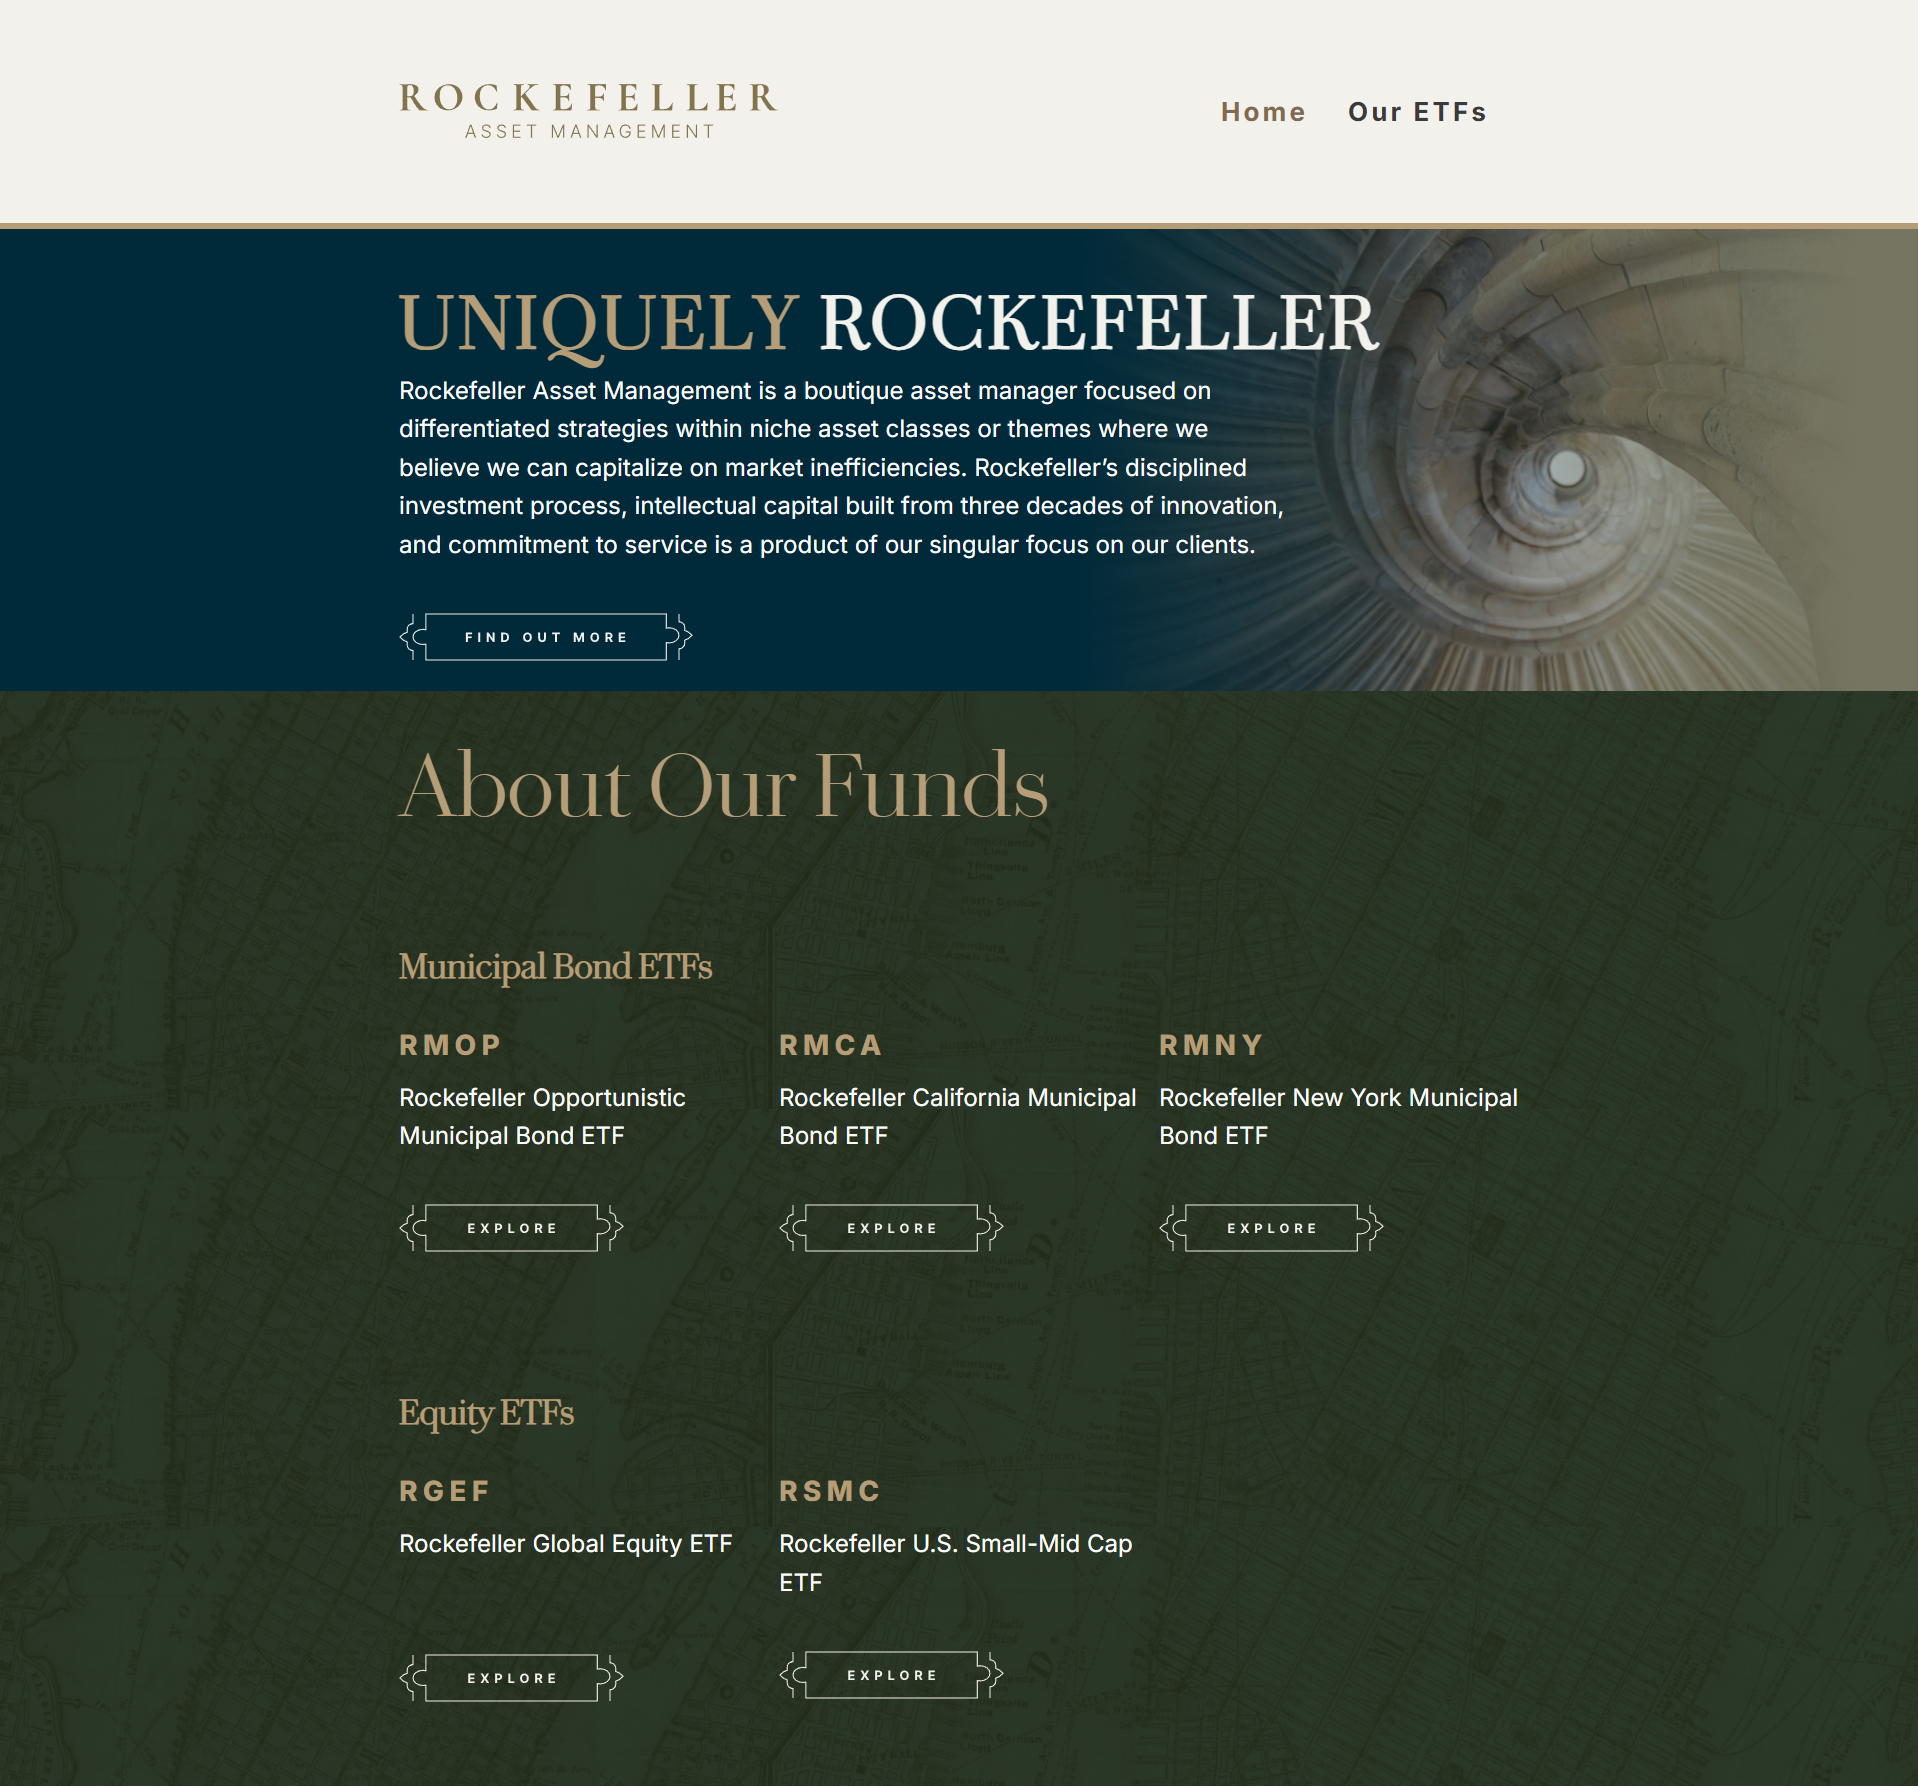 ROCKEFELLER
ASSET MANAGEMENT
Home
Our ETFs
UNIQUELY ROCKEFELLER
Rockefeller Asset Management is a boutique asset manager focused on
differentiated strategies within niche asset classes or themes where we
believe we can capitalize on market inefficiencies. Rockefeller’s disciplined
investment process, intellectual capital built from three decades of innovation,
and commitment to service is a product of our singular focus on our clients.
FIND OUT MORE
About Our Funds
Municipal Bond ETFs
RMOP
Rockefeller Opportunistic
Municipal Bond ETF
EXPLORE
RMCA
Rockefeller California Municipal
Bond ETF
EXPLORE
RMNY
Rockefeller New York Municipal
Bond ETF
EXPLORE
Equity ETFs
RGEF
Rockefeller Global Equity ETF
EXPLORE
RSMC
Rockefeller U.S. Small-Mid Cap
ETF
EXPLORE